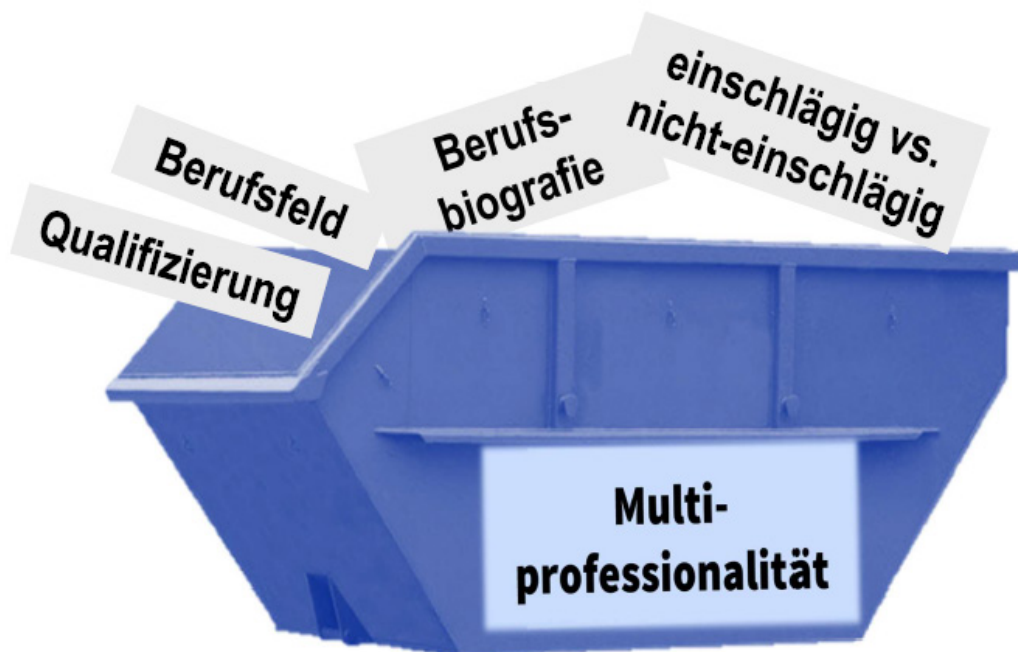 Qualifizierung
Berufsfeld
Berufs-
biografie
einschlägig vs.
nicht-einschlägig
Multi-
professionalität